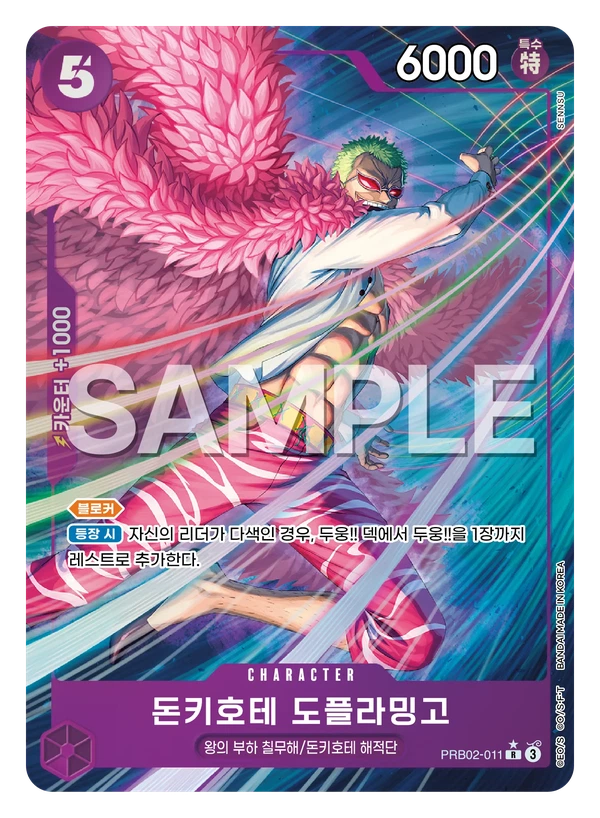 5
6000
특수
特
SENNSU
카운터 +1000
SAMPLE
블로커
등장 시 자신의 리더가 다색인 경우, 두웅!! 덱에서 두웅!!을 1장까지
레스트로 추가한다.
CHARACTER
돈키호테 도플라밍고
왕의 부하 칠무해/돈키호테 해적단
PRB02-011 R 3
©EO/S ©O/S·F·T BANDAI MADE IN KOREA